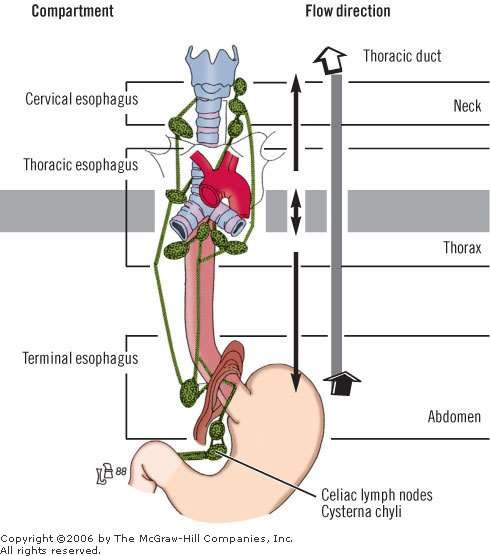 Compartment
Flow direction
Thoracic duct
Cervical esophagus
Neck
Thoracic esophagus
Thorax
Terminal esophagus
Abdomen
88
Celiac lymph nodes
Cysterna chyli
Copyright ©2006 by The McGraw-Hill Companies, Inc.
All rights reserved.